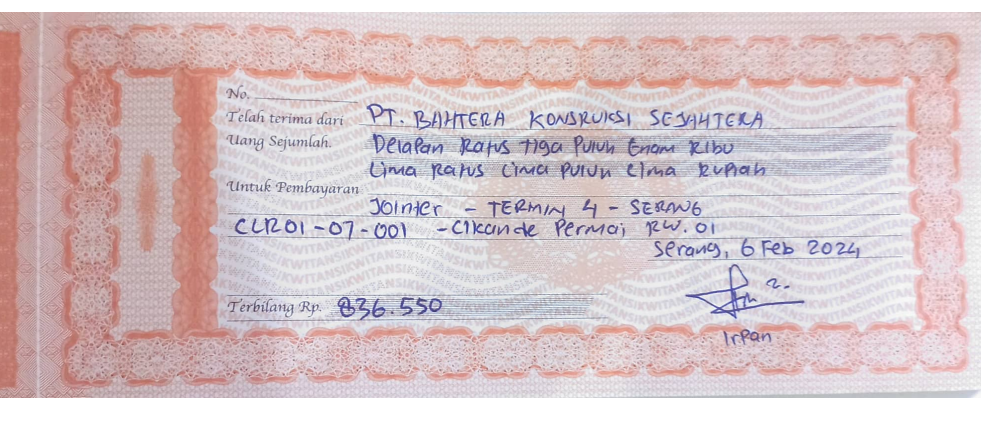 No.
Telah terima dari PT. BAHTERA KONSRUKSI SEJAHTERA
Uang Sejumlah. Delapan Ratus Tiga Puluh Enam Ribu
Lima Ratus Lima Puluh Lima Rupiah
Untuk Pembayaran
Jointer - TERMIN 4 - SERANG
CLR01-07-001 - Cikande Permai RW. 01
Serang, 6 Feb 2024
Terbilang Rp. 836.550
Irpan